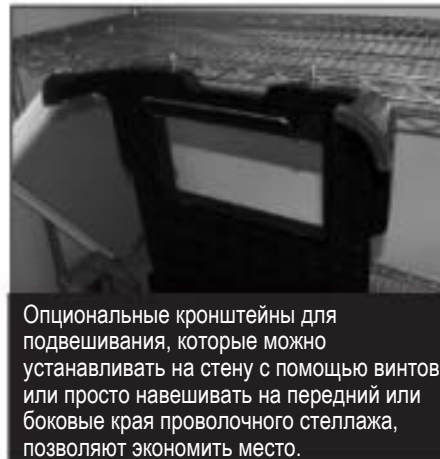 Опциональные кронштейны для
подвешивания, которые можно
устанавливать на стену с помощью винтов
или просто навешивать на передний или
боковые края проволочного стеллажа,
позволяют экономить место.